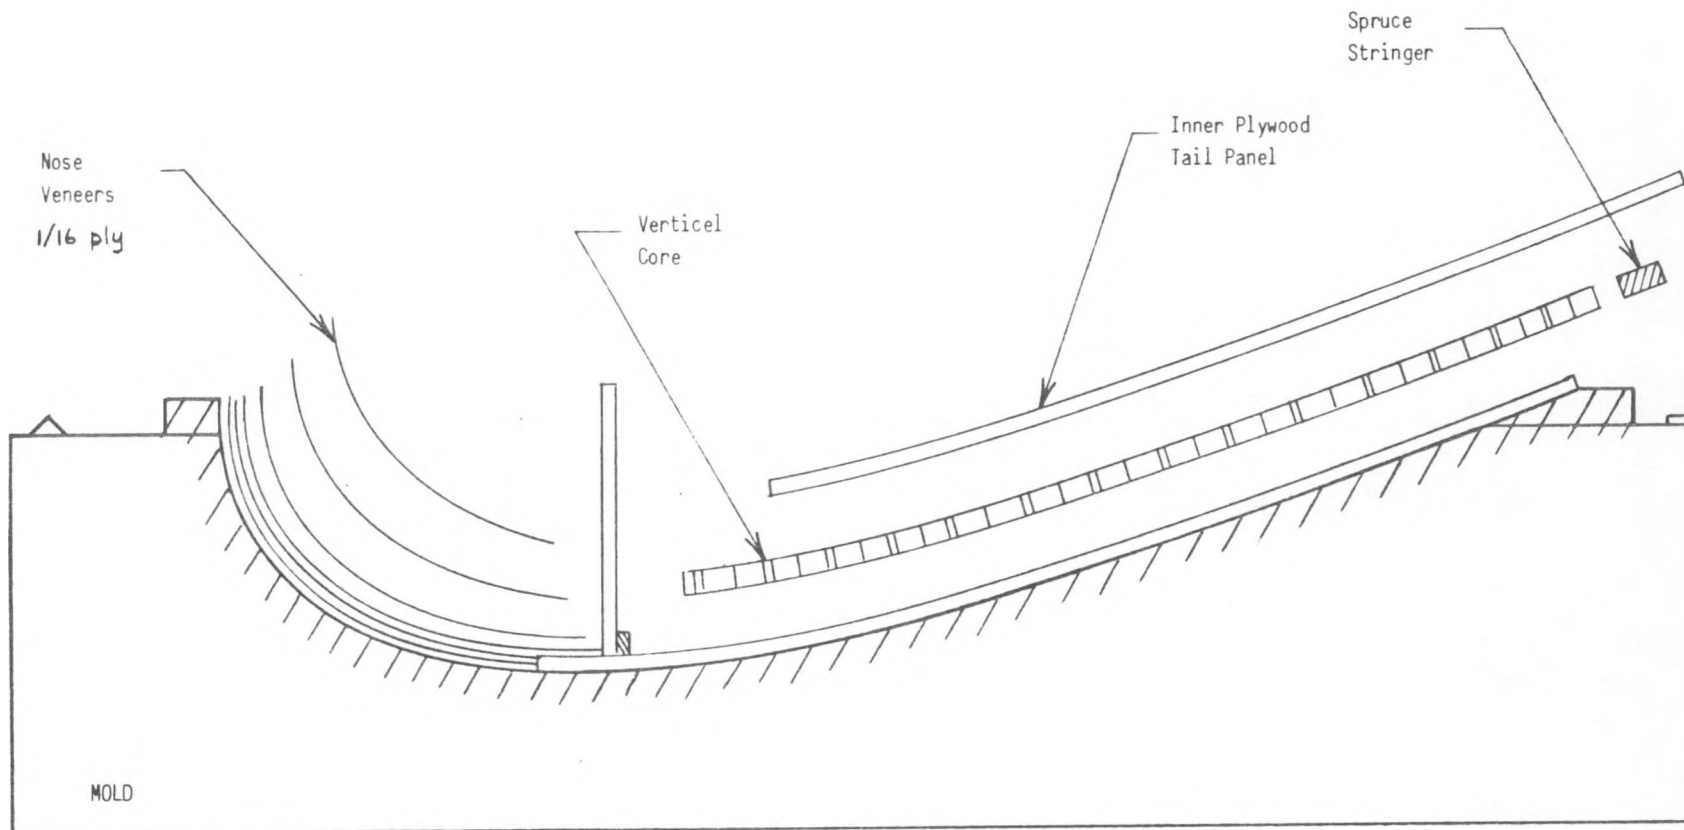 Spruce
Stringer
Inner Plywood
Tail Panel
Nose
Veneers
1/16 ply
Verticel
Core
MOLD